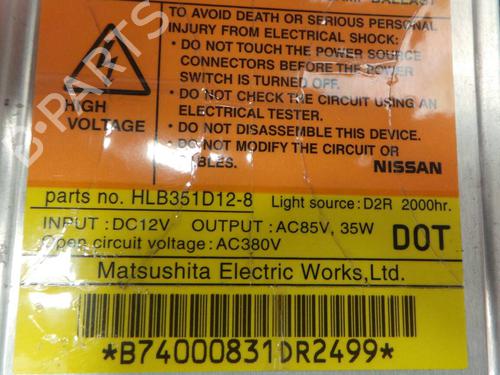 LAMP BALLAST
TO AVOID DEATH OR SERIOUS PERSONAL
INJURY FROM ELECTRICAL SHOCK:
• DO NOT TOUCH THE POWER SOURCE
CONNECTORS BEFORE THE POWER
SWITCH IS TURNED OFF.
• DO NOT CHECK THE CIRCUIT USING AN
ELECTRICAL TESTER.
• DO NOT DISASSEMBLE THIS DEVICE.
• DO NOT MODIFY THE CIRCUIT OR
CABLES.
HIGH
VOLTAGE
NISSAN
B-PARTS
parts no. HLB351D12-8 Light source : D2R 2000hr.
INPUT : DC12V OUTPUT : AC85V, 35W
Open circuit voltage : AC380V
DOT
Matsushita Electric Works,Ltd.
*B74000831DR2499*